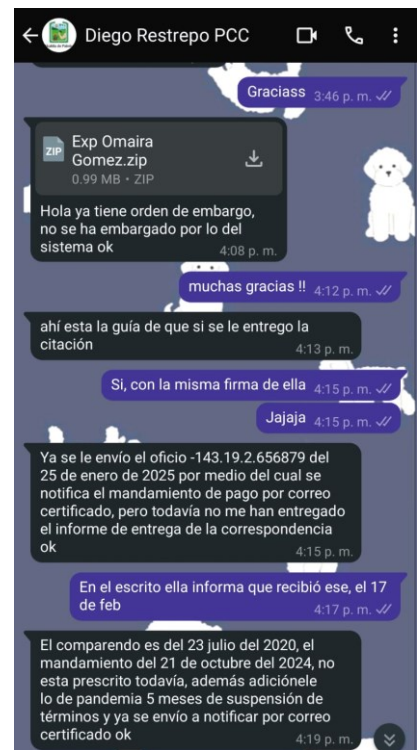 Diego Restrepo PCC
Graciass 3:46 p. m.
ZIP
Exp Omaira
Gomez.zip
0.99 MB • ZIP
Hola ya tiene orden de embargo,
no se ha embargado por lo del
sistema ok 4:08 p. m.
muchas gracias !! 4:12 p. m.
ahí esta la guía de que si se le entrego la
citación 4:13 p. m.
Si, con la misma firma de ella 4:15 p. m.
Jajaja 4:15 p. m.
Ya se le envío el oficio -143.19.2.656879 del
25 de enero de 2025 por medio del cual se
notifica el mandamiento de pago por correo
certificado, pero todavía no me han entregado
el informe de entrega de la correspondencia
ok 4:15 p. m.
En el escrito ella informa que recibió ese, el 17
de feb 4:17 p. m.
El comparendo es del 23 julio del 2020, el
mandamiento del 21 de octubre del 2024, no
esta prescrito todavía, además adiciónele
lo de pandemia 5 meses de suspensión de
términos y ya se envío a notificar por correo
certificado ok 4:19 p. m.